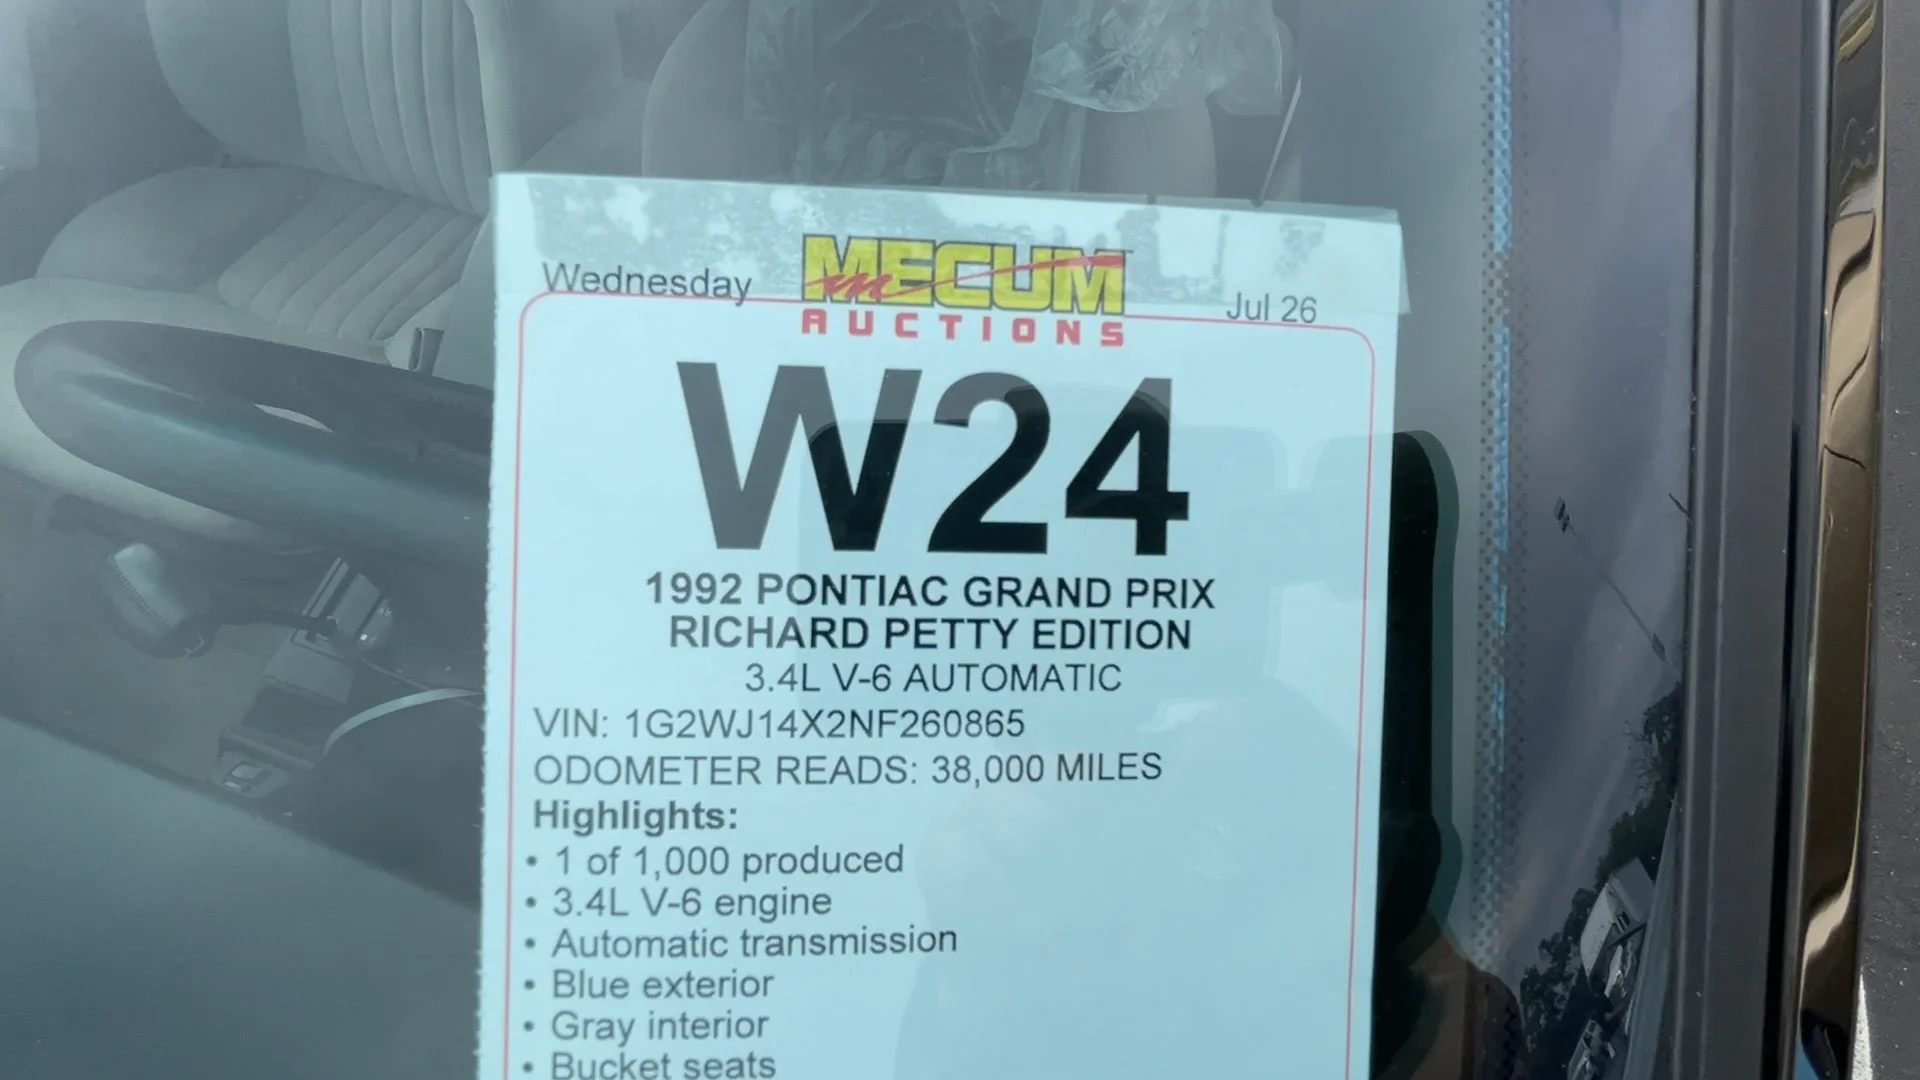 Wednesday MECUM Jul 26
AUCTIONS
W24
1992 PONTIAC GRAND PRIX
RICHARD PETTY EDITION
3.4L V-6 AUTOMATIC
VIN: 1G2WJ14X2NF260865
ODOMETER READS: 38,000 MILES
Highlights:
• 1 of 1,000 produced
• 3.4L V-6 engine
• Automatic transmission
• Blue exterior
• Gray interior
• Bucket seats